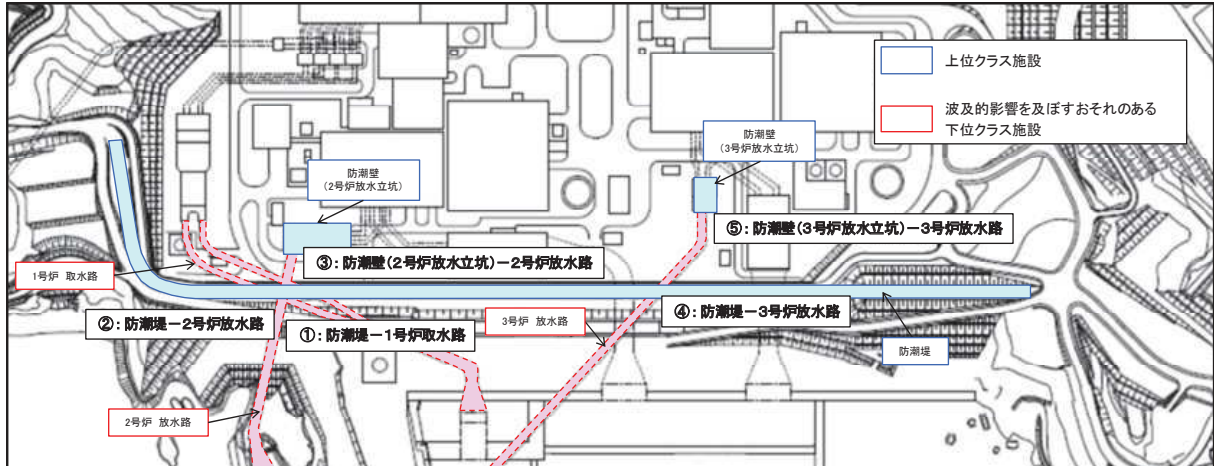 上位クラス施設
波及的影響を及ぼすおそれのある
下位クラス施設
防潮壁
(3号炉放水立坑)
防潮壁
(2号炉放水立坑)
⑤:防潮壁(3号炉放水立坑)-3号炉放水路
③:防潮壁(2号炉放水立坑)-2号炉放水路
1号炉 取水路
②:防潮堤-2号炉放水路
①:防潮堤-1号炉取水路
3号炉 放水路
④:防潮堤-3号炉放水路
防潮堤
2号炉 放水路